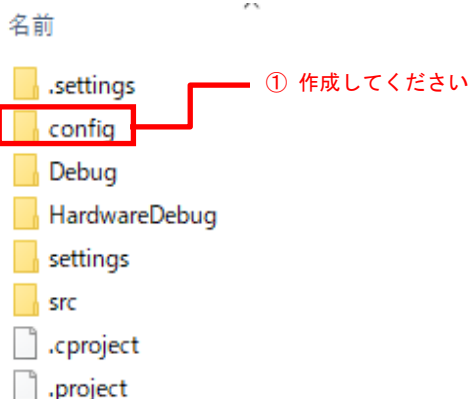 名前
.settings
① 作成してください
config
Debug
HardwareDebug
settings
src
.cproject
.project